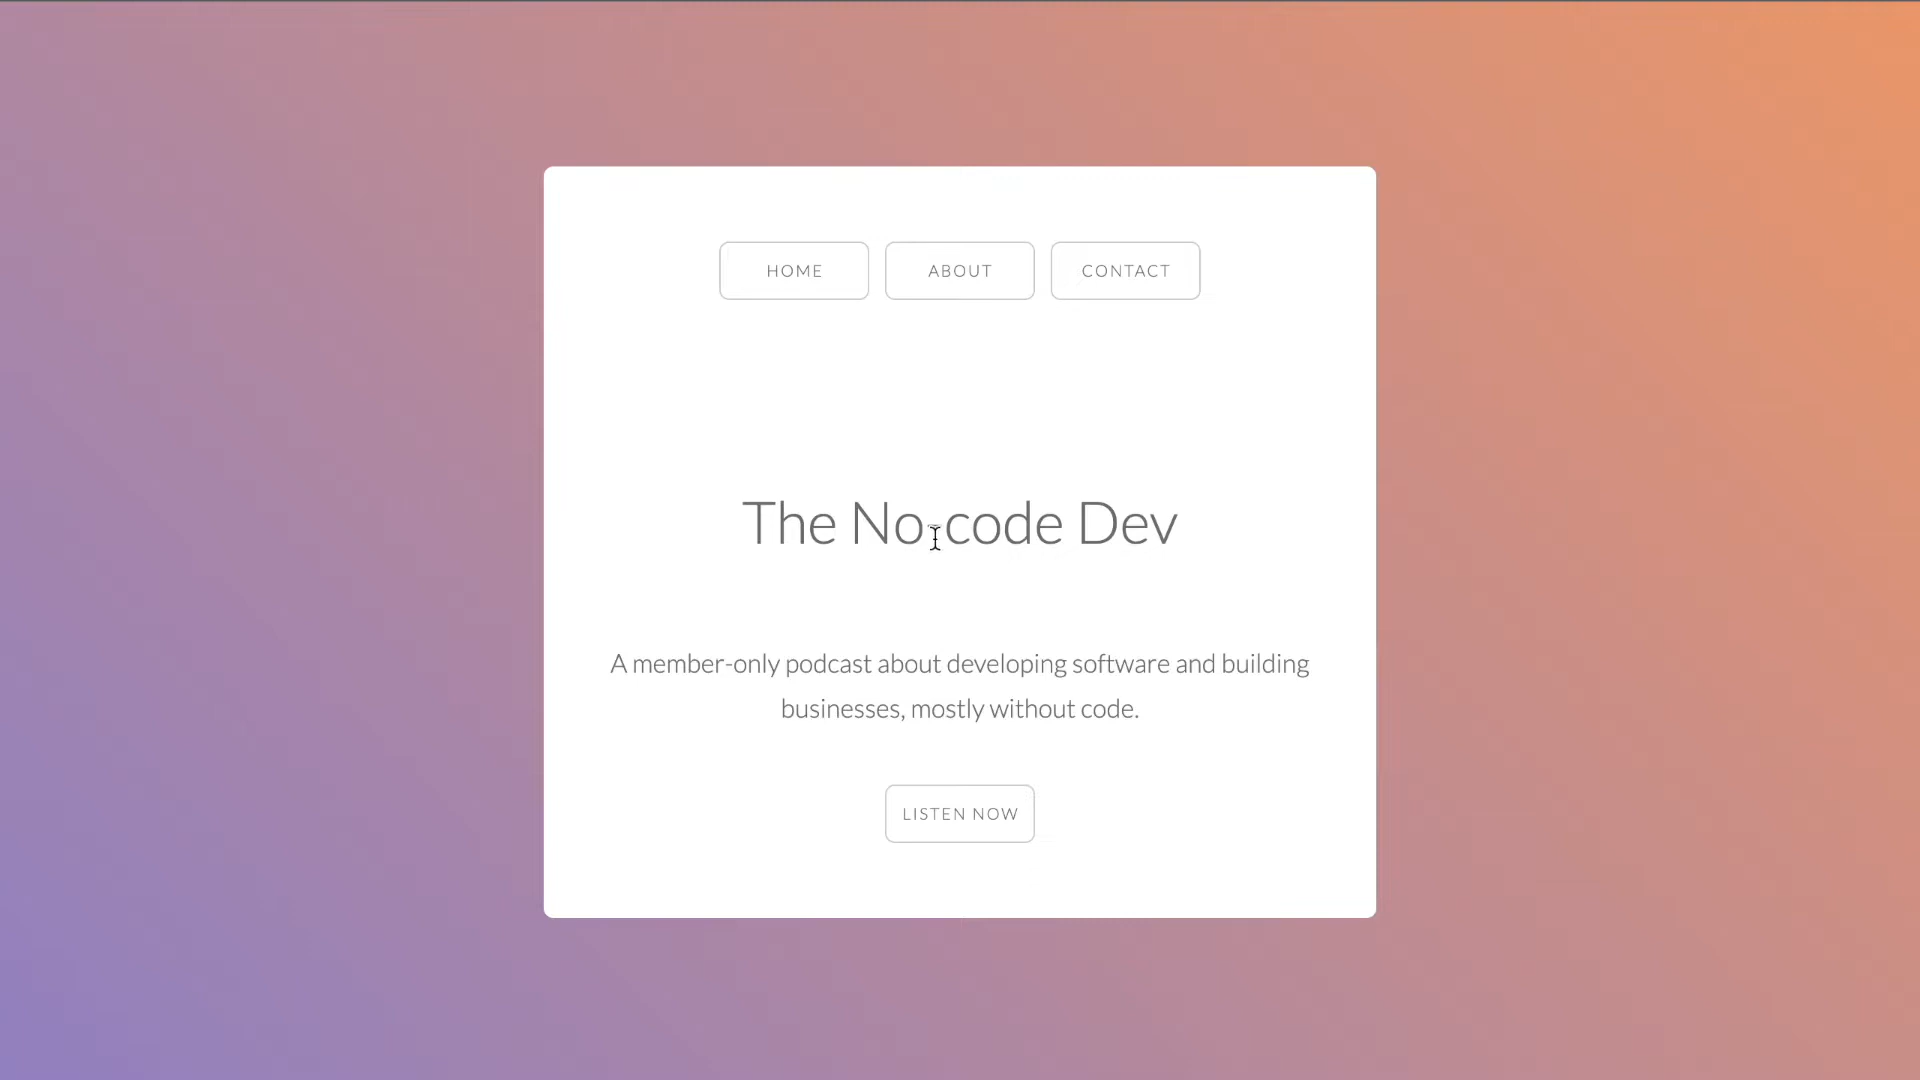 HOME ABOUT CONTACT
The No-code Dev
A member-only podcast about developing software and building
businesses, mostly without code.
LISTEN NOW